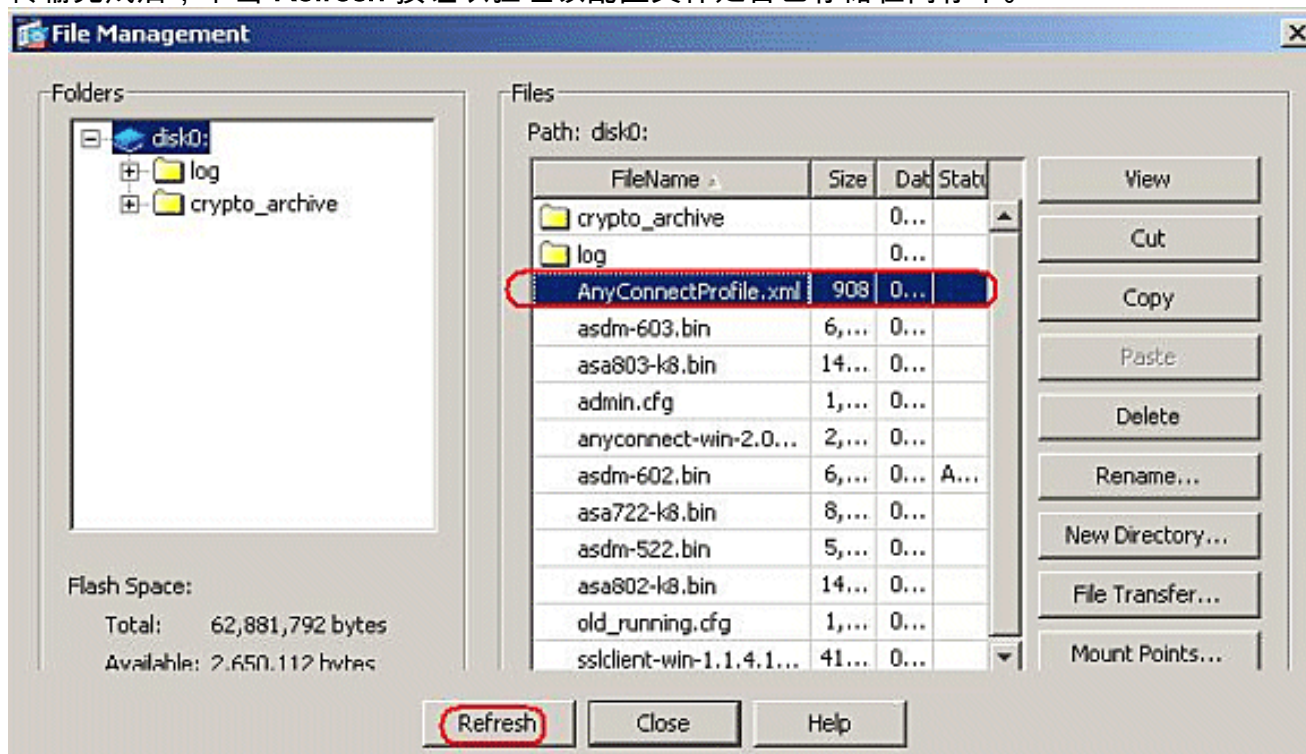 File Management
Folders
disk0:
log
crypto_archive
Flash Space:
Total: 62,881,792 bytes
Available: 2,650,112 bytes
Files
Path: disk0:
FileName Size Dat Statu
crypto_archive 0...
log 0...
AnyConnectProfile.xml 908 0...
asdm-603.bin 6,... 0...
asa803-k8.bin 14... 0...
admin.cfg 1,... 0...
anyconnect-win-2.0... 2,... 0...
asdm-602.bin 6,... 0... A...
asa722-k8.bin 8,... 0...
asdm-522.bin 5,... 0...
asa802-k8.bin 14... 0...
old_running.cfg 1,... 0...
sslclient-win-1.1.4.1... 41... 0...
View
Cut
Copy
Paste
Delete
Rename...
New Directory...
File Transfer...
Mount Points...
Refresh
Close
Help